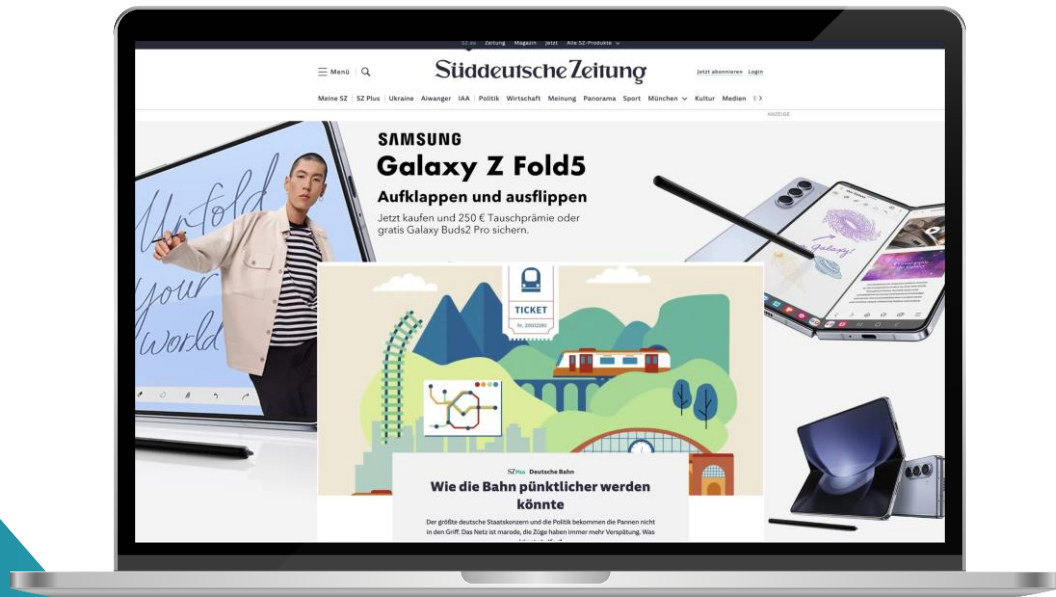 SZ.de Zeitung Magazin Jetzt Alle SZ-Produkte
Menü
Süddeutsche Zeitung
Jetzt abonnieren Login
Meine SZ SZ Plus Ukraine Aiwanger IAA Politik Wirtschaft Meinung Panorama Sport München Kultur Medien
ANZEIGE
SAMSUNG
Galaxy Z Fold5
Aufklappen und ausflippen
Jetzt kaufen und 250 € Tauschprämie oder
gratis Galaxy Buds2 Pro sichern.
Unfold
your
world
Galaxy!
TICKET
SZ Plus Deutsche Bahn
Wie die Bahn pünktlicher werden
könnte
Der größte deutsche Staatskonzern und die Politik bekommen die Pannen nicht
in den Griff. Das Netz ist marode, die Züge haben immer mehr Verspätung. Was